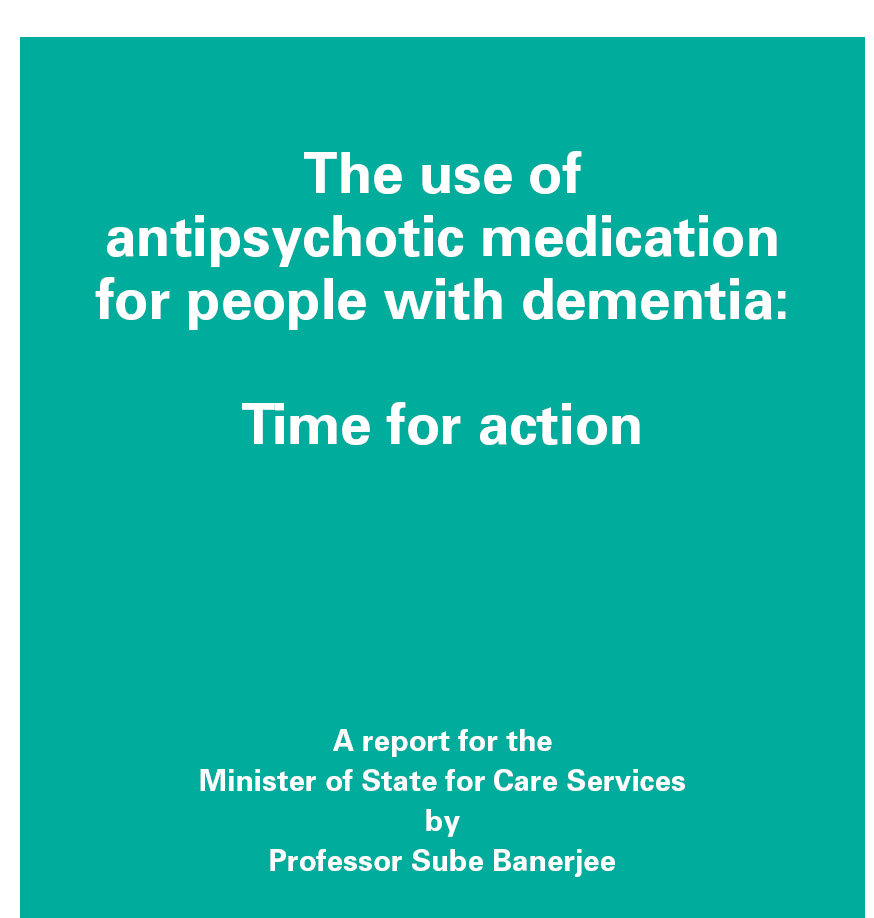 The use of
antipsychotic medication
for people with dementia:
Time for action
A report for the
Minister of State for Care Services
by
Professor Sube Banerjee